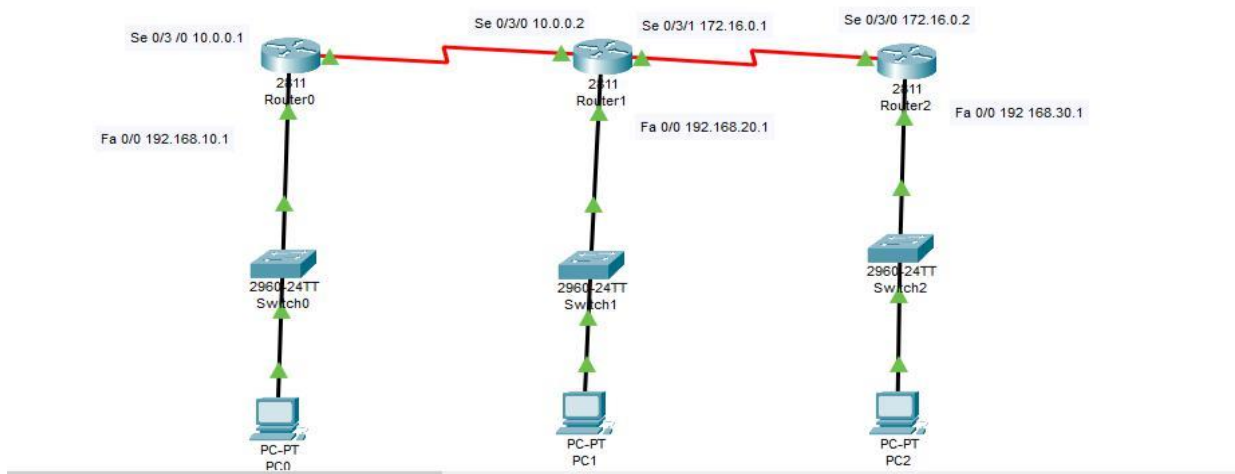 Se 0/3 /0 10.0.0.1
Se 0/3/0 10.0.0.2
Se 0/3/1 172.16.0.1
Se 0/3/0 172.16.0.2
2811
Router0
2811
Router1
2811
Router2
Fa 0/0 192.168.10.1
Fa 0/0 192.168.20.1
Fa 0/0 192 168.30.1
2960-24TT
Switch0
2960-24TT
Switch1
2960-24TT
Switch2
PC-PT
PC0
PC-PT
PC1
PC-PT
PC2